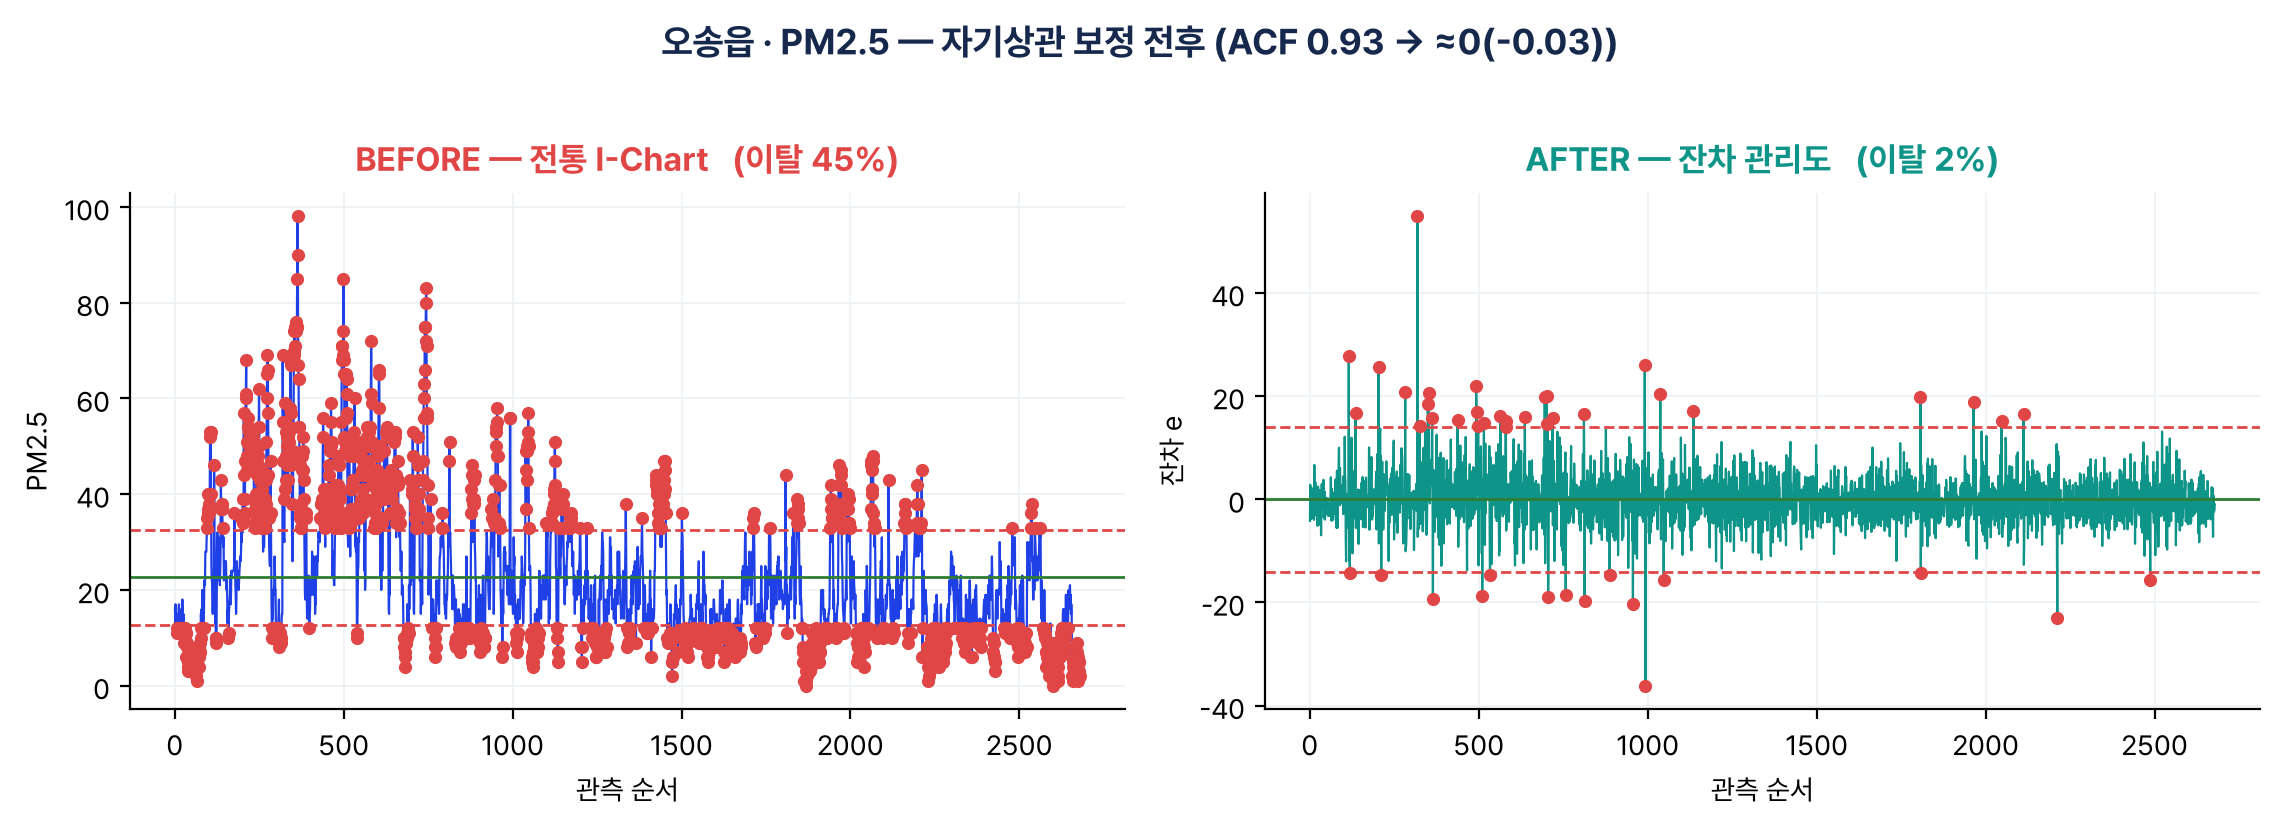 오송읍 · PM2.5 — 자기상관 보정 전후 (ACF 0.93 → ≈0(-0.03))
BEFORE — 전통 I-Chart (이탈 45%)
PM2.5
100
80
60
40
20
0
0 500 1000 1500 2000 2500
관측 순서
AFTER — 잔차 관리도 (이탈 2%)
잔차 e
40
20
0
-20
-40
0 500 1000 1500 2000 2500
관측 순서